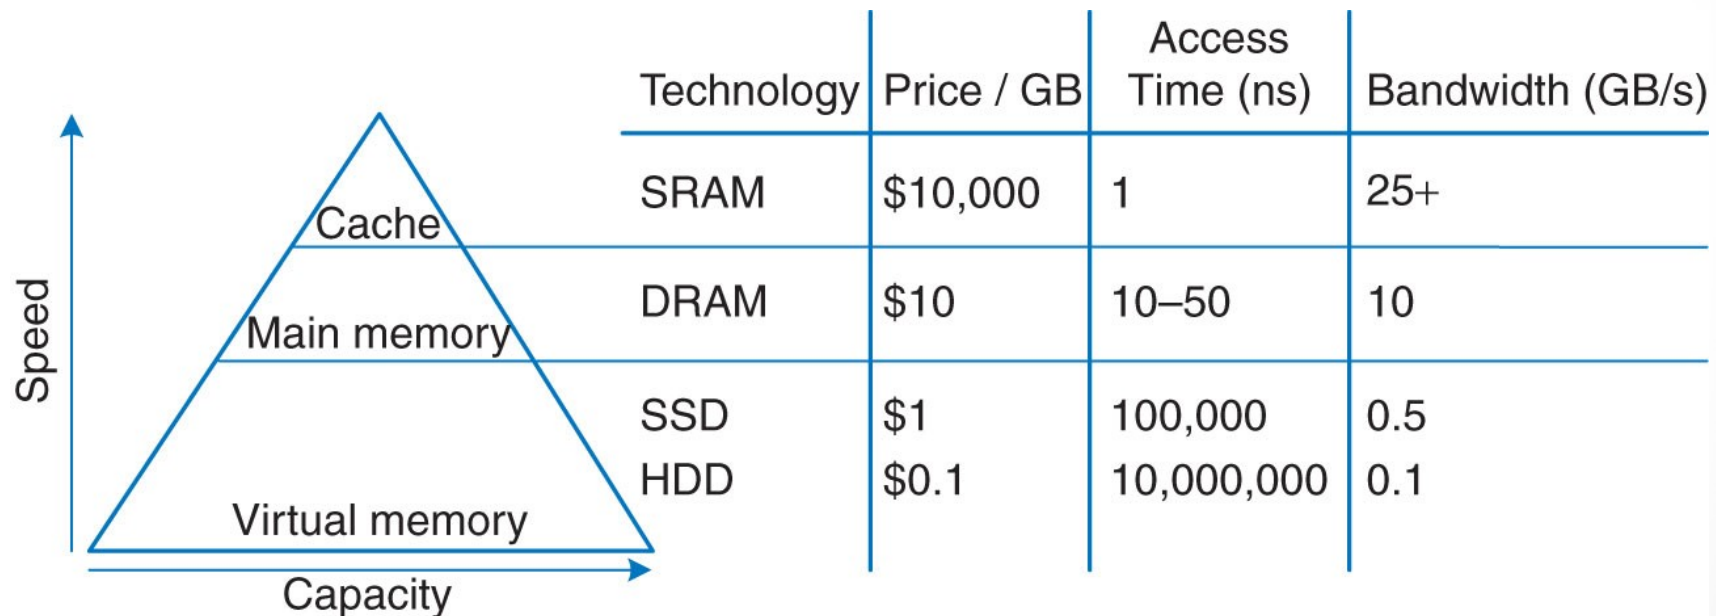 Speed
Cache
Main memory
Virtual memory
Capacity
Technology Price / GB Access Time (ns) Bandwidth (GB/s)
SRAM $10,000 1 25+
DRAM $10 10–50 10
SSD $1 100,000 0.5
HDD $0.1 10,000,000 0.1